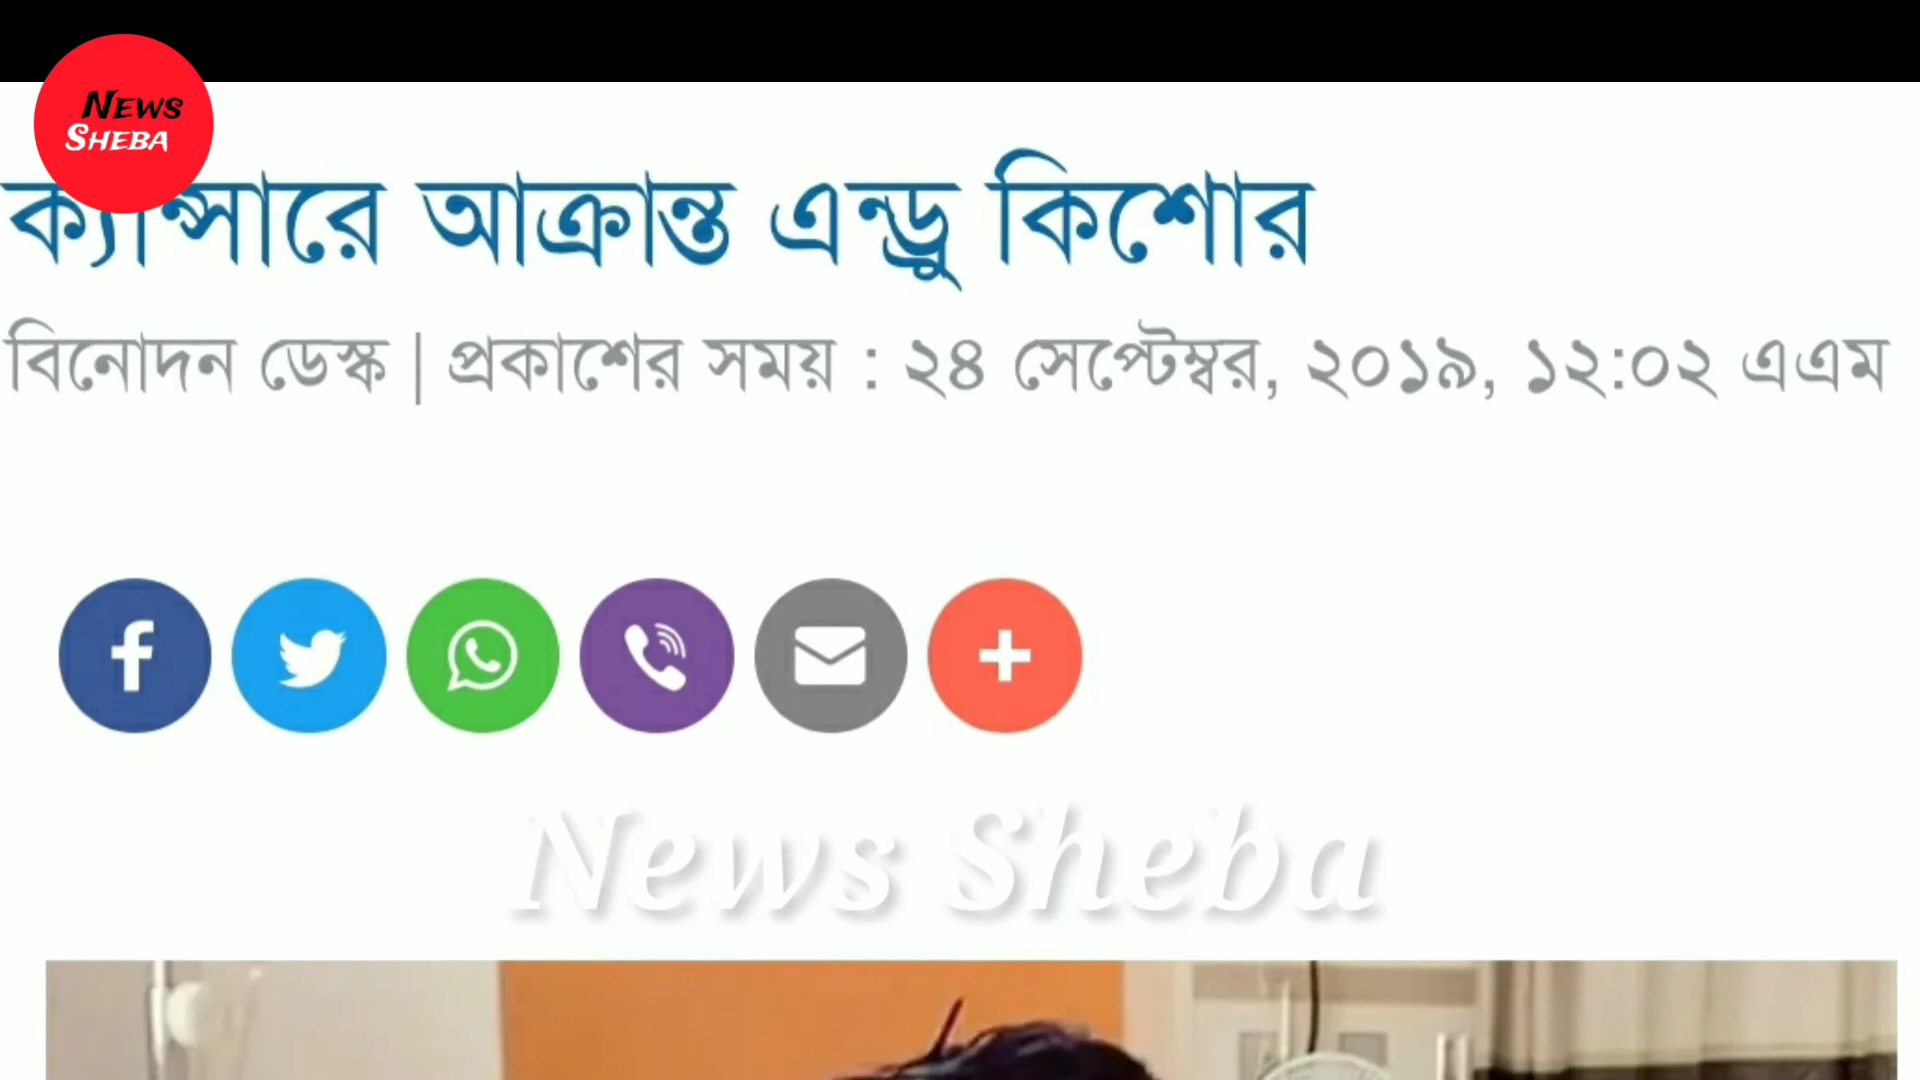 News
Sheba
ক্যান্সারে আক্রান্ত এন্ড্রু কিশোর
বিনোদন ডেস্ক | প্রকাশের সময় : ২৪ সেপ্টেম্বর, ২০১৯, ১২:০২ এএম
News Sheba